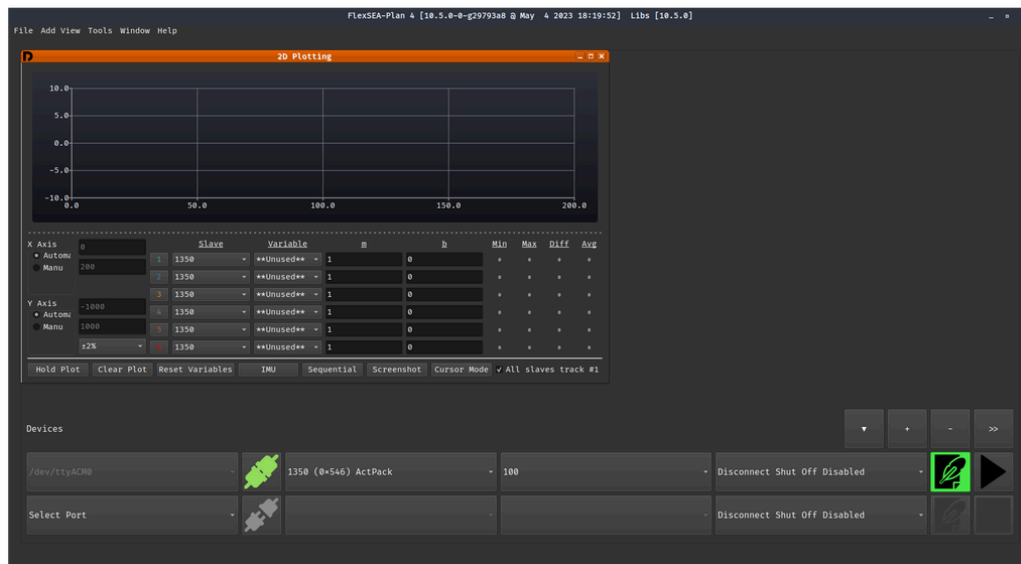 FlexSEA-Plan 4 [10.5.0-0-g29793a8 @ May  4 2023 18:19:52]  Libs [10.5.0]
File Add View Tools Window Help
2D Plotting
10.0
5.0
0.0
-5.0
-10.0
0.0 50.0 100.0 150.0 200.0
X Axis 0 Slave Variable m b Min Max Diff Avg
Automa 1 1350 **Unused** 1 0 * * * *
Manu 200
2 1350 **Unused** 1 0 * * * *
3 1350 **Unused** 1 0 * * * *
Y Axis -1000
Automa 4 1350 **Unused** 1 0 * * * *
Manu 1000 5 1350 **Unused** 1 0 * * * *
±2% 6 1350 **Unused** 1 0 * * * *
Hold Plot Clear Plot Reset Variables IMU Sequential Screenshot Cursor Mode All slaves track #1
Devices + - >>
/dev/ttyACM0 1350 (0×546) ActPack 100 Disconnect Shut Off Disabled
Select Port Disconnect Shut Off Disabled